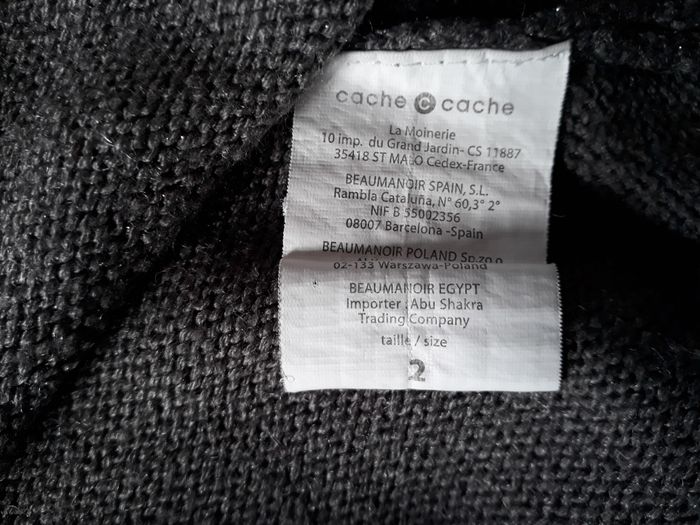 cache c cache
La Moinerie
10 imp. du Grand Jardin- CS 11887
35418 ST MALO Cedex-France
BEAUMANOIR SPAIN, S.L.
Rambla Cataluña, N° 60,3° 2°
NIF B 55002356
08007 Barcelona -Spain
BEAUMANOIR POLAND Sp.zo.o
02-133 Warszawa-Poland
BEAUMANOIR EGYPT
Importer : Abu Shakra
Trading Company
taille / size
2